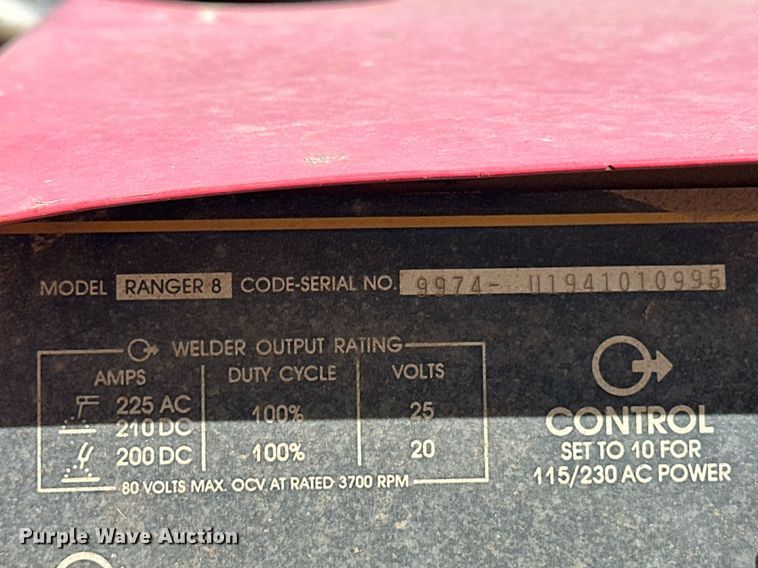 MODEL RANGER 8 CODE-SERIAL NO. 9974- U1941010995
WELDER OUTPUT RATING
AMPS DUTY CYCLE VOLTS
225 AC
210 DC 100% 25
200 DC 100% 20
80 VOLTS MAX. OCV AT RATED 3700 RPM
CONTROL
SET TO 10 FOR
115/230 AC POWER
Purple Wave Auction